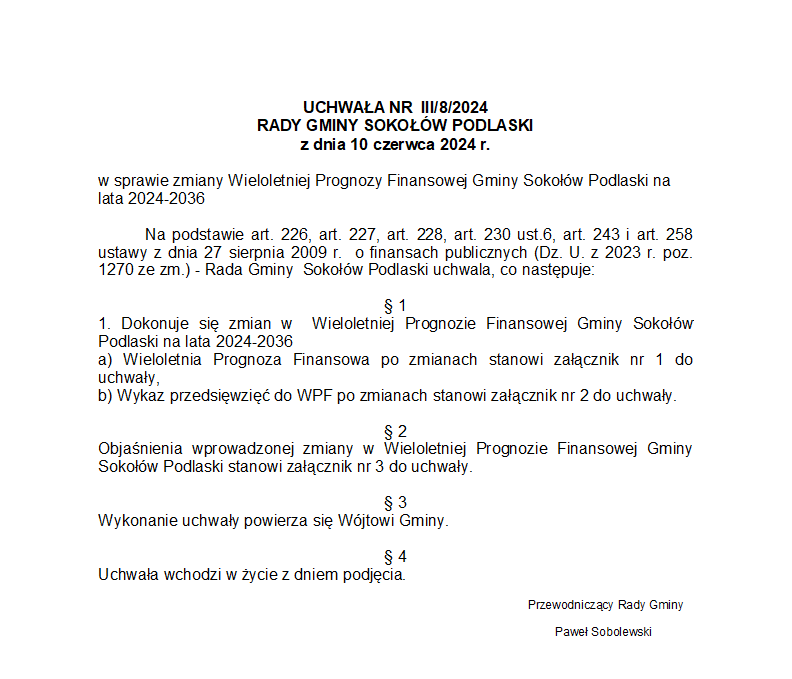 UCHWAŁA NR III/8/2024
RADY GMINY SOKOŁÓW PODLASKI
z dnia 10 czerwca 2024 r.
w sprawie zmiany Wieloletniej Prognozy Finansowej Gminy Sokołów Podlaski na
lata 2024-2036
Na podstawie art. 226, art. 227, art. 228, art. 230 ust.6, art. 243 i art. 258
ustawy z dnia 27 sierpnia 2009 r. o finansach publicznych (Dz. U. z 2023 r. poz.
1270 ze zm.) - Rada Gminy Sokołów Podlaski uchwala, co następuje:
§ 1
1. Dokonuje się zmian w Wieloletniej Prognozie Finansowej Gminy Sokołów
Podlaski na lata 2024-2036
a) Wieloletnia Prognoza Finansowa po zmianach stanowi załącznik nr 1 do
uchwały,
b) Wykaz przedsięwzięć do WPF po zmianach stanowi załącznik nr 2 do uchwały.
§ 2
Objaśnienia wprowadzonej zmiany w Wieloletniej Prognozie Finansowej Gminy
Sokołów Podlaski stanowi załącznik nr 3 do uchwały.
§ 3
Wykonanie uchwały powierza się Wójtowi Gminy.
§ 4
Uchwała wchodzi w życie z dniem podjęcia.
Przewodniczący Rady Gminy
Paweł Sobolewski